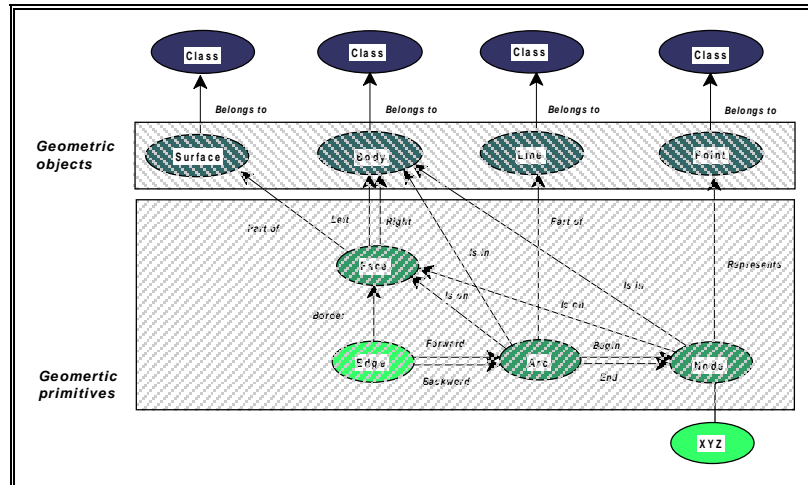 Class Class Class Class
Belongs to Belongs to Belongs to Belongs to
Geometric
objects
Surface Body Line Point
Part of Left Right Is in Part of Is in Represents
Face
Is on Is on
Border
Forward Begin
Edge Arc Node
Backward End
Geomertic
primitives
XYZ